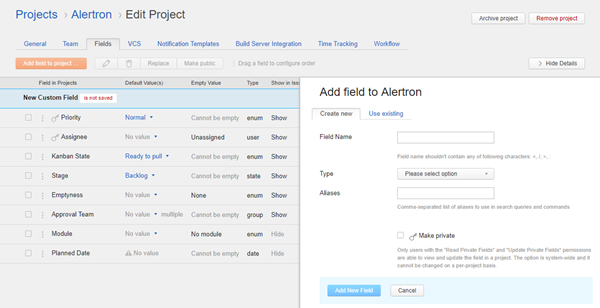 Projects › Alertron › Edit Project
Archive project
Remove project
General Team Fields VCS Notification Templates Build Server Integration Time Tracking Workflow
Add field to project ...
Replace Make public Drag a field to configure order
> Hide Details
Field in Projects Default Value(s) Empty Value Type Show in Iss
New Custom Field is not saved
Priority Normal Cannot be empty enum Show
Assignee No value Unassigned user Show
Kanban State Ready to pull Cannot be empty enum Show
Stage Backlog Cannot be empty state Show
Emptyness No value None enum Show
Approval Team No value multiple Cannot be empty group Show
Module No value No module enum Hide
Planned Date No value Cannot be empty date Hide
Add field to Alertron
Create new Use existing
Field Name
Field name shouldn't contain any of following characters: <, /, >,.
Type Please select option
Aliases
Comma-separated list of aliases to use in search queries and commands
Make private
Only users with the "Read Private Fields" and "Update Private Fields" permissions
are able to view and update the field in a project. The option is system-wide and it
cannot be changed on a per-project basis.
Add New Field Cancel